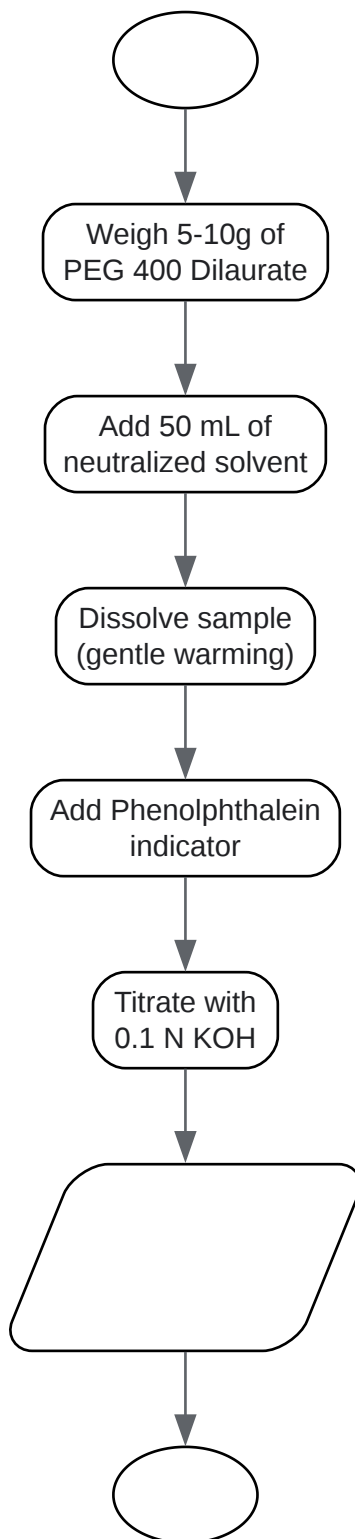 Weigh 5-10g of
PEG 400 Dilaurate
Add 50 mL of
neutralized solvent
Dissolve sample
(gentle warming)
Add Phenolphthalein
indicator
Titrate with
0.1 N KOH